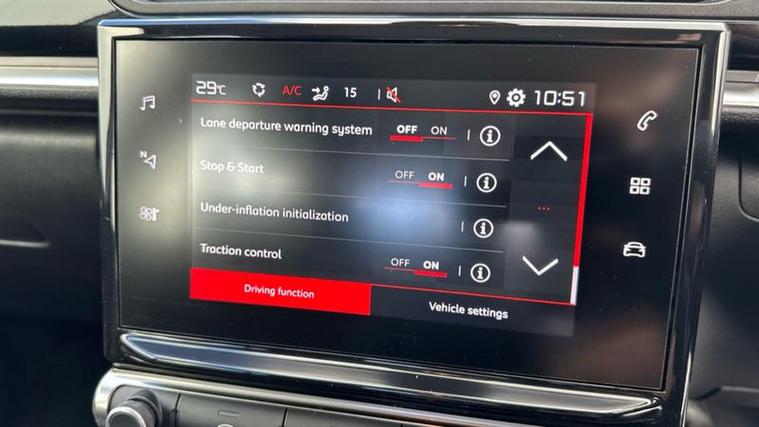 29°C A/C 15 10:51
Lane departure warning system OFF ON i
Stop & Start OFF ON i
N
Under-inflation initialization i
Traction control OFF ON i
Driving function Vehicle settings